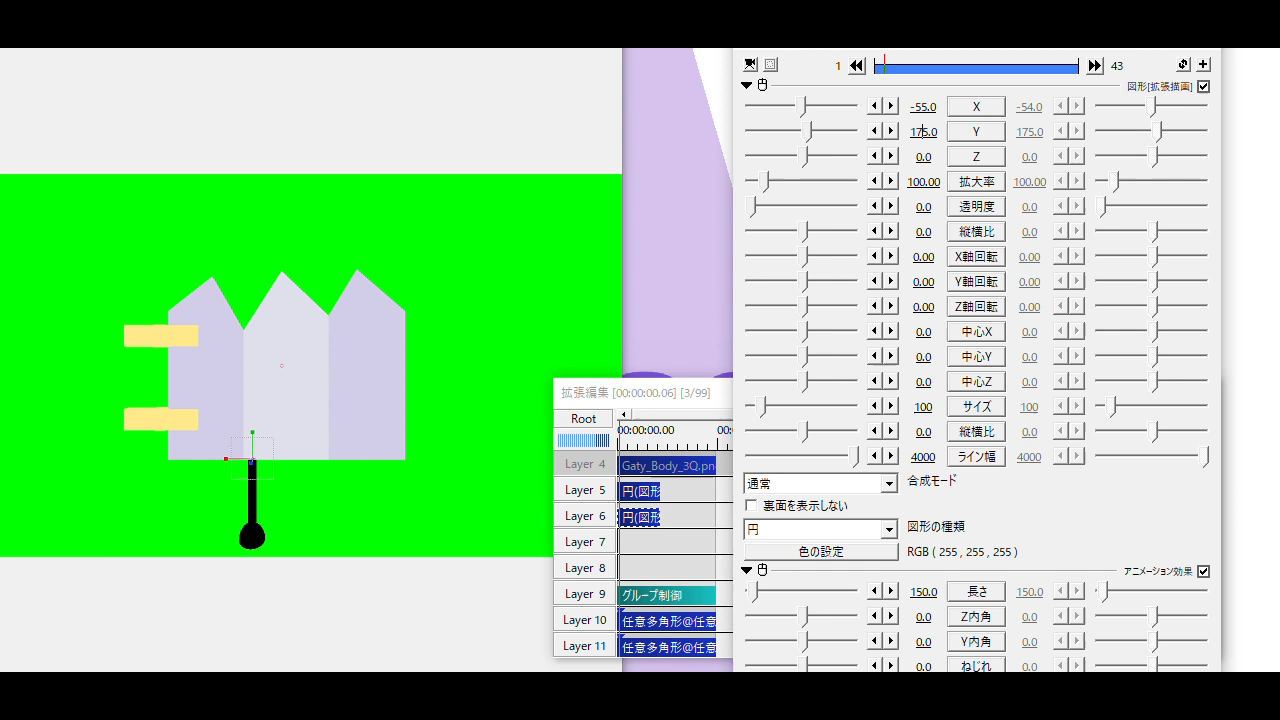 1
43
図形[拡張描画]
-55.0 X -54.0
175.0 Y 175.0
0.0 Z 0.0
100.00 拡大率 100.00
0.0 透明度 0.0
0.0 縦横比 0.0
0.00 X軸回転 0.00
0.00 Y軸回転 0.00
0.00 Z軸回転 0.00
0.0 中心X 0.0
0.0 中心Y 0.0
0.0 中心Z 0.0
100 サイズ 100
0.0 縦横比 0.0
4000 ライン幅 4000
通常 合成モード
裏面を表示しない
円 図形の種類
色の設定 RGB ( 255 , 255 , 255 )
アニメーション効果
150.0 長さ 150.0
0.0 Z内角 0.0
0.0 Y内角 0.0
0.0 ねじれ 0.0
拡張編集 [00:00:00.06] [3/99]
Root
00:00:00.00 00:
Layer 4 Gaty_Body_3Q.pn
Layer 5 円(図形
Layer 6 円(図形
Layer 7
Layer 8
Layer 9 グループ制御
Layer 10 任意多角形@任意
Layer 11 任意多角形@任意